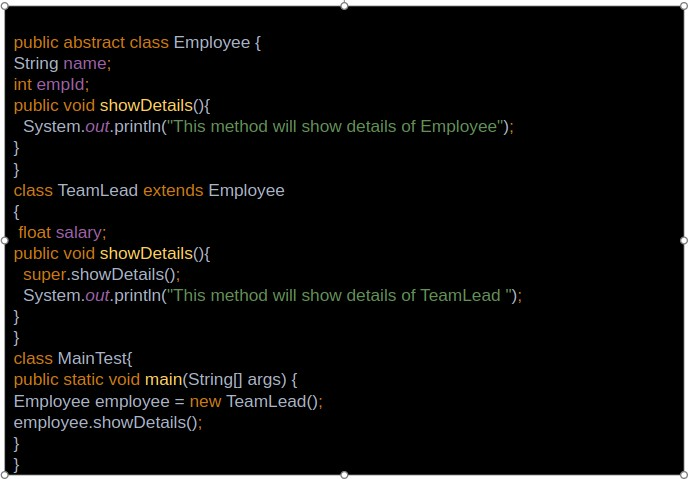 public abstract class Employee {
String name;
int empId;
public void showDetails(){
System.out.println("This method will show details of Employee");
}
}
class TeamLead extends Employee
{
float salary;
public void showDetails(){
super.showDetails();
System.out.println("This method will show details of TeamLead ");
}
}
class MainTest{
public static void main(String[] args) {
Employee employee = new TeamLead();
employee.showDetails();
}
}